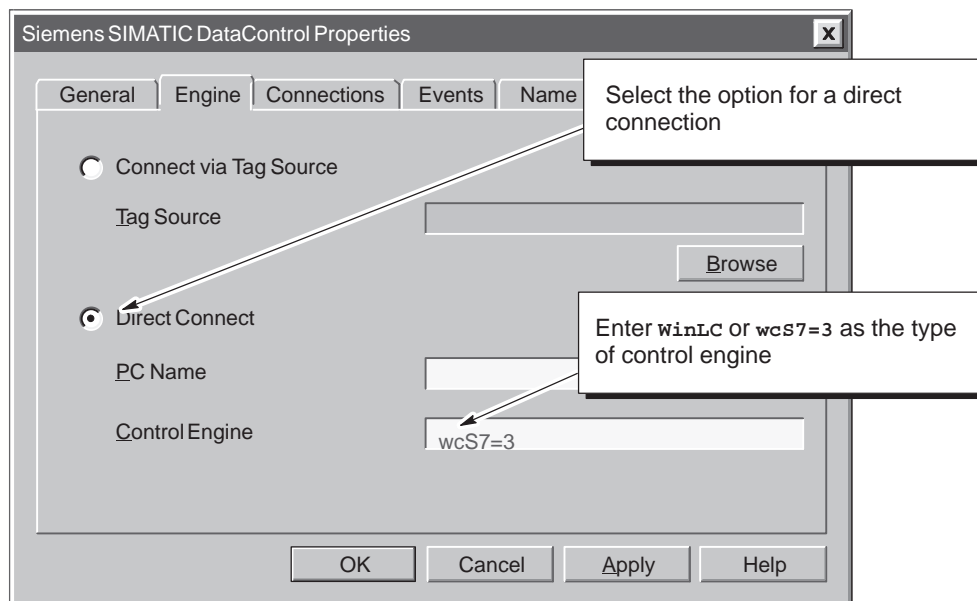 Siemens SIMATIC DataControl Properties
X
General
Engine
Connections
Events
Name
Select the option for a direct
connection
Connect via Tag Source
Tag Source
Browse
Direct Connect
Enter WinLC or wcS7=3 as the type
of control engine
PC Name
Control Engine
wcS7=3
OK
Cancel
Apply
Help